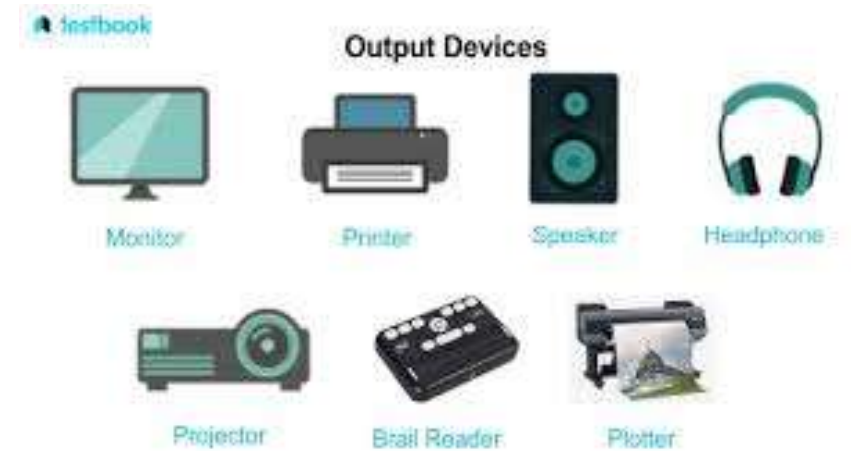 testbook
Output Devices
Monitor
Printer
Speaker
Headphone
Projector
Brail Reader
Plotter